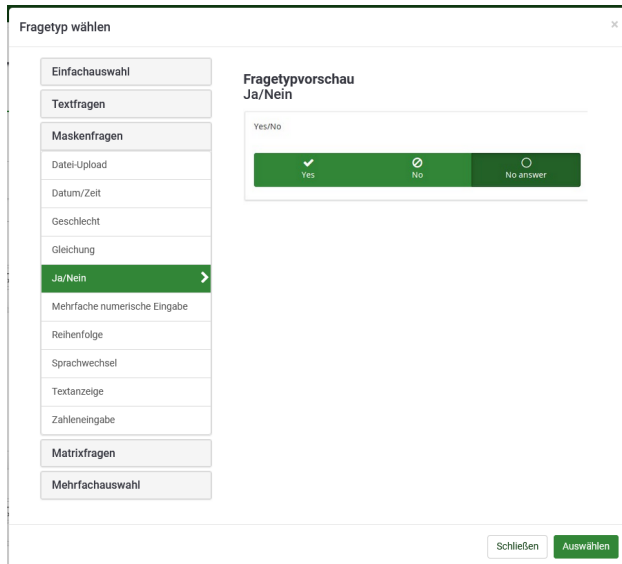 Fragetyp wählen
×
Einfachauswahl
Textfragen
Maskenfragen
Datei-Upload
Datum/Zeit
Geschlecht
Gleichung
Ja/Nein
Mehrfache numerische Eingabe
Reihenfolge
Sprachwechsel
Textanzeige
Zahleneingabe
Matrixfragen
Mehrfachauswahl
Fragetypvorschau
Ja/Nein
Yes/No
Yes No No answer
Schließen Auswählen